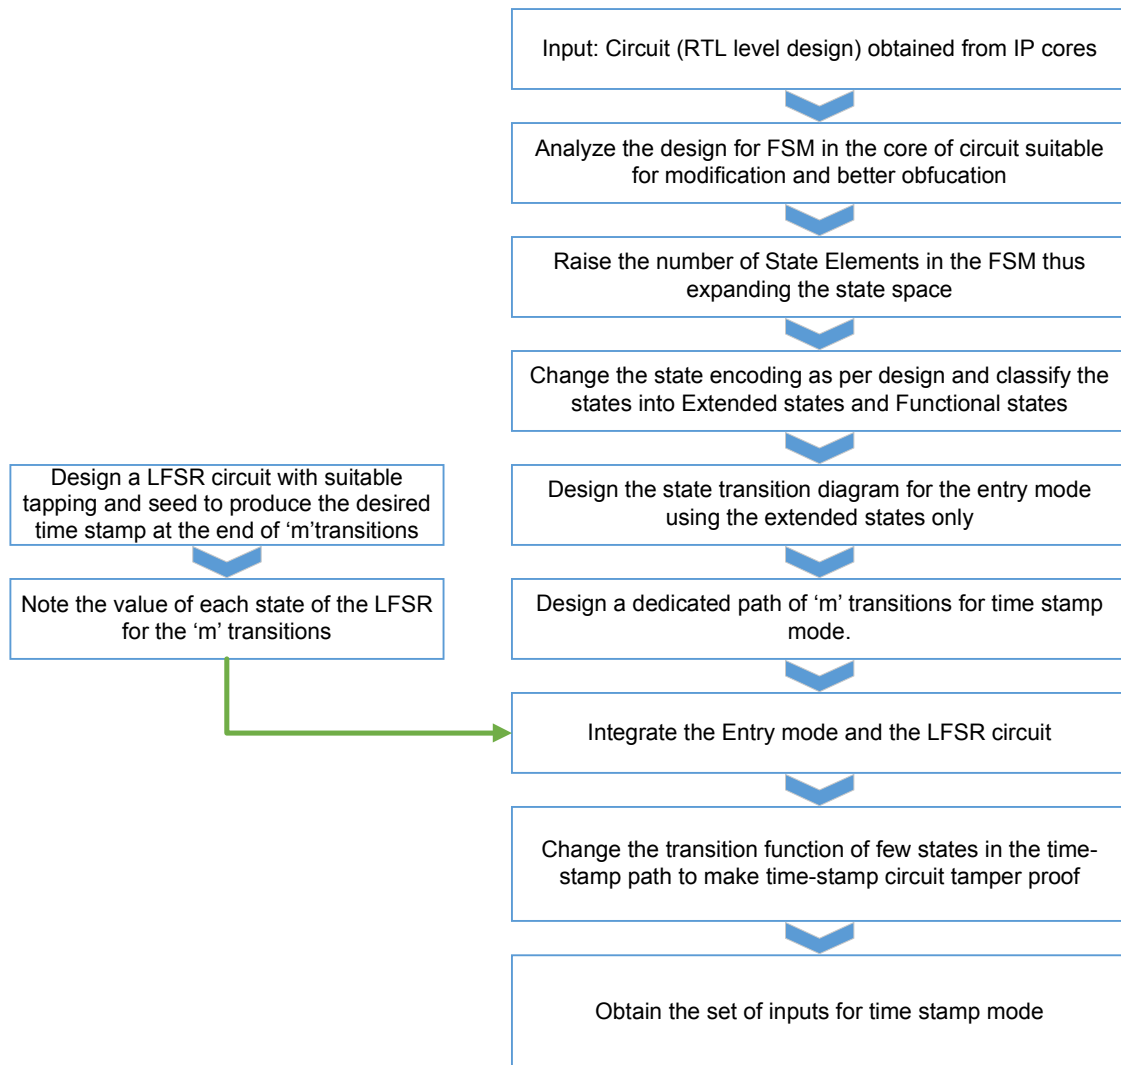 Input: Circuit (RTL level design) obtained from IP cores
Analyze the design for FSM in the core of circuit suitable
for modification and better obfucation
Raise the number of State Elements in the FSM thus
expanding the state space
Change the state encoding as per design and classify the
states into Extended states and Functional states
Design a LFSR circuit with suitable
tapping and seed to produce the desired
time stamp at the end of ‘m’transitions
Note the value of each state of the LFSR
for the ‘m’ transitions
Design the state transition diagram for the entry mode
using the extended states only
Design a dedicated path of ‘m’ transitions for time stamp
mode.
Integrate the Entry mode and the LFSR circuit
Change the transition function of few states in the time-
stamp path to make time-stamp circuit tamper proof
Obtain the set of inputs for time stamp mode